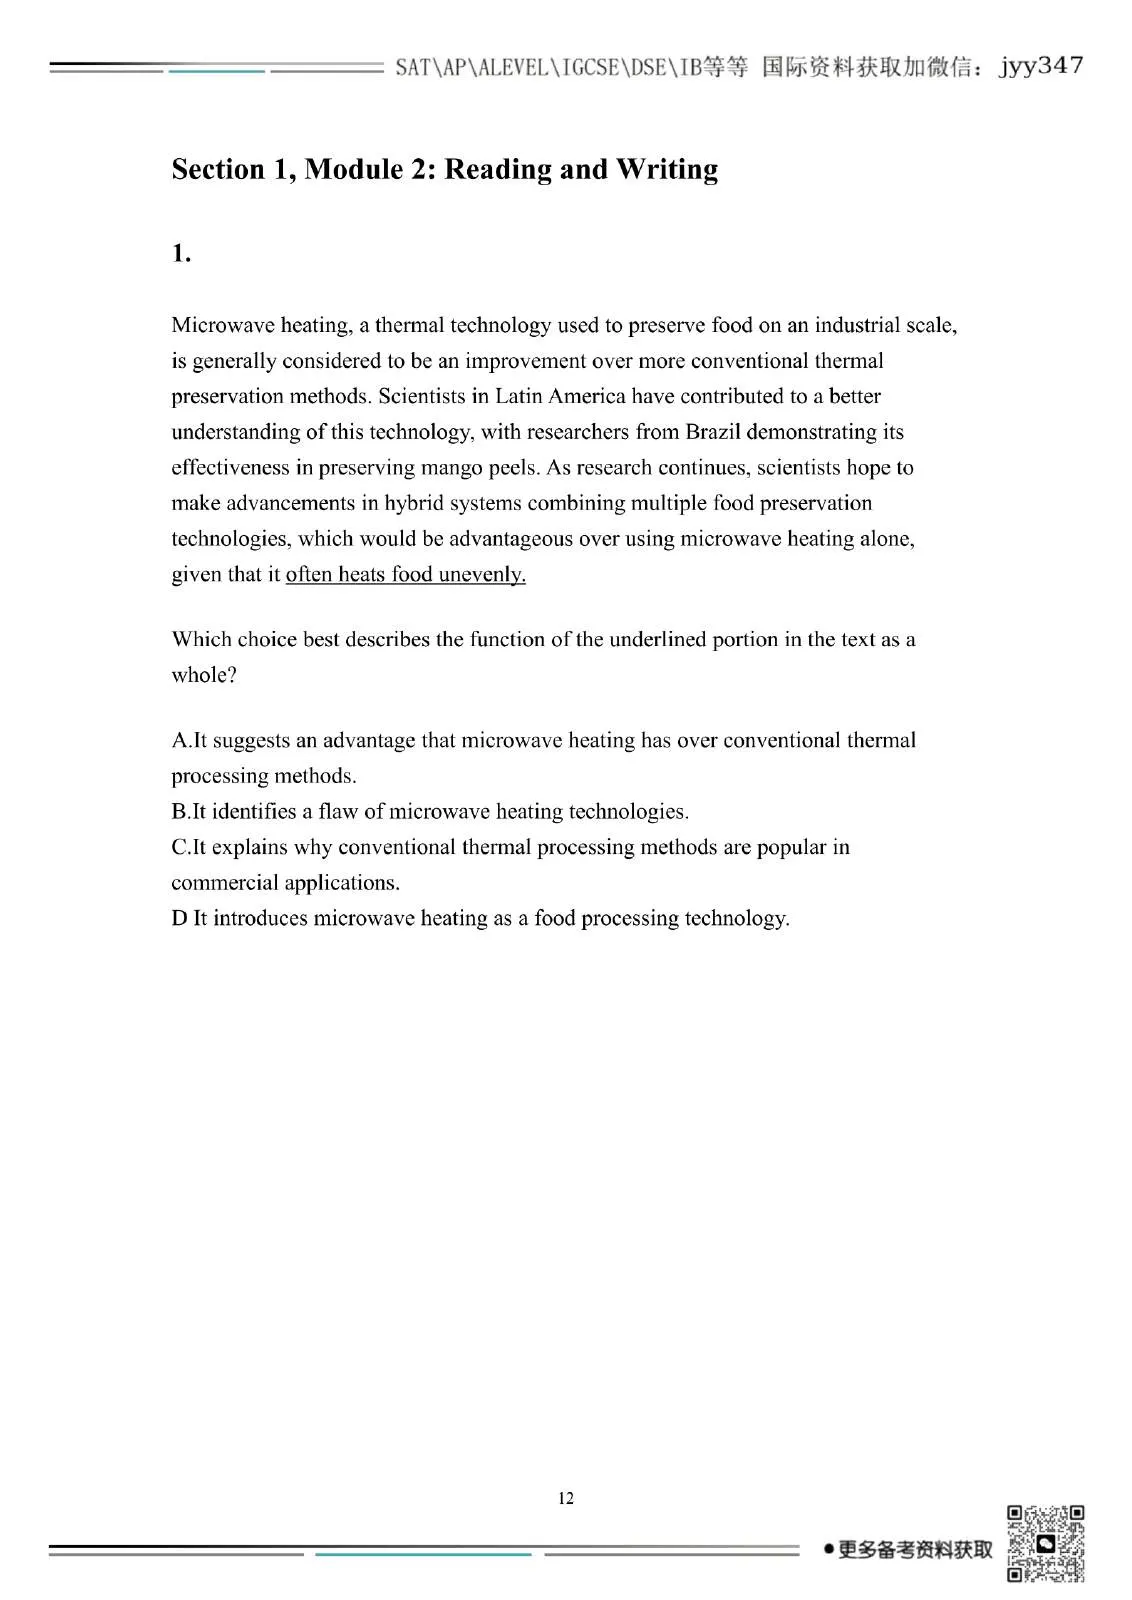 SAT\AP\ALEVEL\IGCSE\DSE\IB等等 国际资料获取加微信：jyy347
Section 1, Module 2: Reading and Writing
1.
Microwave heating, a thermal technology used to preserve food on an industrial scale,
is generally considered to be an improvement over more conventional thermal
preservation methods. Scientists in Latin America have contributed to a better
understanding of this technology, with researchers from Brazil demonstrating its
effectiveness in preserving mango peels. As research continues, scientists hope to
make advancements in hybrid systems combining multiple food preservation
technologies, which would be advantageous over using microwave heating alone,
given that it often heats food unevenly.
Which choice best describes the function of the underlined portion in the text as a
whole?
A.It suggests an advantage that microwave heating has over conventional thermal
processing methods.
B.It identifies a flaw of microwave heating technologies.
C.It explains why conventional thermal processing methods are popular in
commercial applications.
D It introduces microwave heating as a food processing technology.
12
●更多备考资料获取